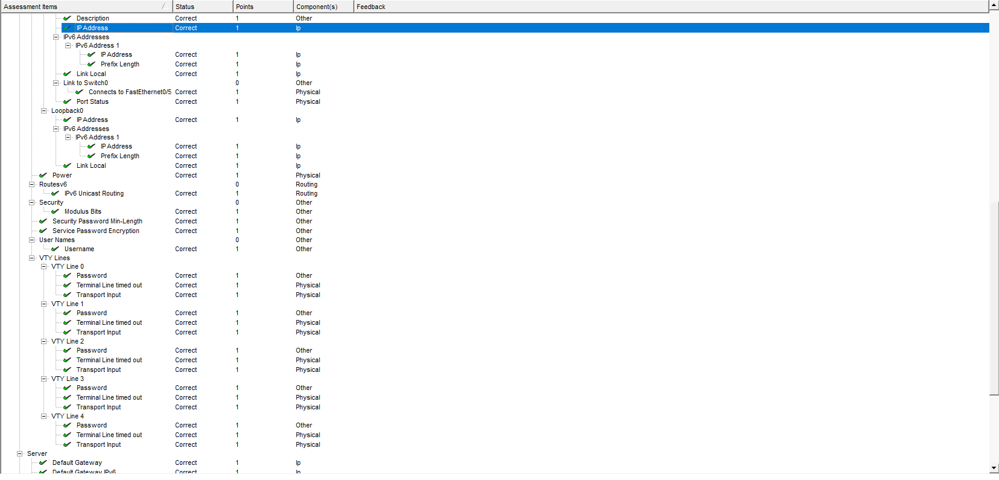 Assessment Items Status Points Component(s) Feedback
Description Correct 1 Other
IP Address Correct 1 Ip
IPv6 Addresses
IPv6 Address 1
IP Address Correct 1 Ip
Prefix Length Correct 1 Ip
Link Local Correct 1 Ip
Link to Switch0 0 Other
Connects to FastEthernet0/5 Correct 1 Physical
Port Status Correct 1 Physical
Loopback0
IP Address Correct 1 Ip
IPv6 Addresses
IPv6 Address 1
IP Address Correct 1 Ip
Prefix Length Correct 1 Ip
Link Local Correct 1 Ip
Power Correct 1 Physical
Routesv6 0 Routing
IPv6 Unicast Routing Correct 1 Routing
Security 0 Other
Modulus Bits Correct 1 Other
Security Password Min-Length Correct 1 Other
Service Password Encryption Correct 1 Other
User Names 0 Other
Username Correct 1 Other
VTY Lines
VTY Line 0
Password Correct 1 Other
Terminal Line timed out Correct 1 Physical
Transport Input Correct 1 Physical
VTY Line 1
Password Correct 1 Other
Terminal Line timed out Correct 1 Physical
Transport Input Correct 1 Physical
VTY Line 2
Password Correct 1 Other
Terminal Line timed out Correct 1 Physical
Transport Input Correct 1 Physical
VTY Line 3
Password Correct 1 Other
Terminal Line timed out Correct 1 Physical
Transport Input Correct 1 Physical
VTY Line 4
Password Correct 1 Other
Terminal Line timed out Correct 1 Physical
Transport Input Correct 1 Physical
Server
Default Gateway Correct 1 Ip
Default Gateway IPv6 Correct 1 Ip